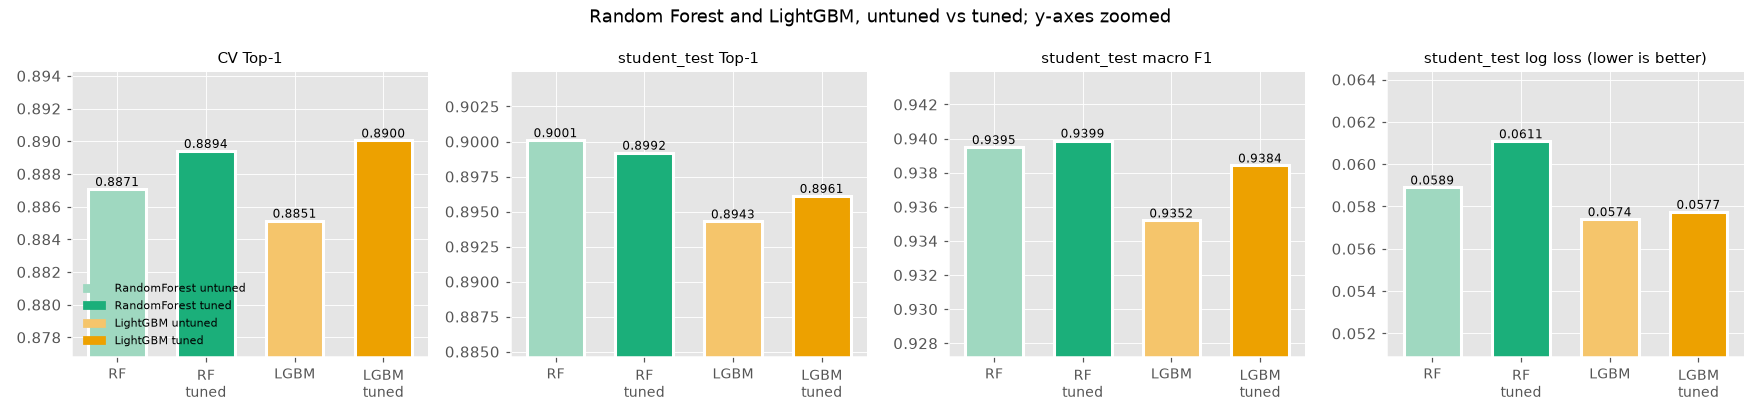 Random Forest and LightGBM, untuned vs tuned; y-axes zoomed
CV Top-1
0.894
0.892
0.890
0.888
0.886
0.884
0.882
0.880
0.878
0.8871
0.8894
0.8851
0.8900
RandomForest untuned
RandomForest tuned
LightGBM untuned
LightGBM tuned
RF
RF tuned
LGBM
LGBM tuned
student_test Top-1
0.9025
0.9000
0.8975
0.8950
0.8925
0.8900
0.8875
0.8850
0.9001
0.8992
0.8943
0.8961
RF
RF tuned
LGBM
LGBM tuned
student_test macro F1
0.942
0.940
0.938
0.936
0.934
0.932
0.930
0.928
0.9395
0.9399
0.9352
0.9384
RF
RF tuned
LGBM
LGBM tuned
student_test log loss (lower is better)
0.064
0.062
0.060
0.058
0.056
0.054
0.052
0.0589
0.0611
0.0574
0.0577
RF
RF tuned
LGBM
LGBM tuned